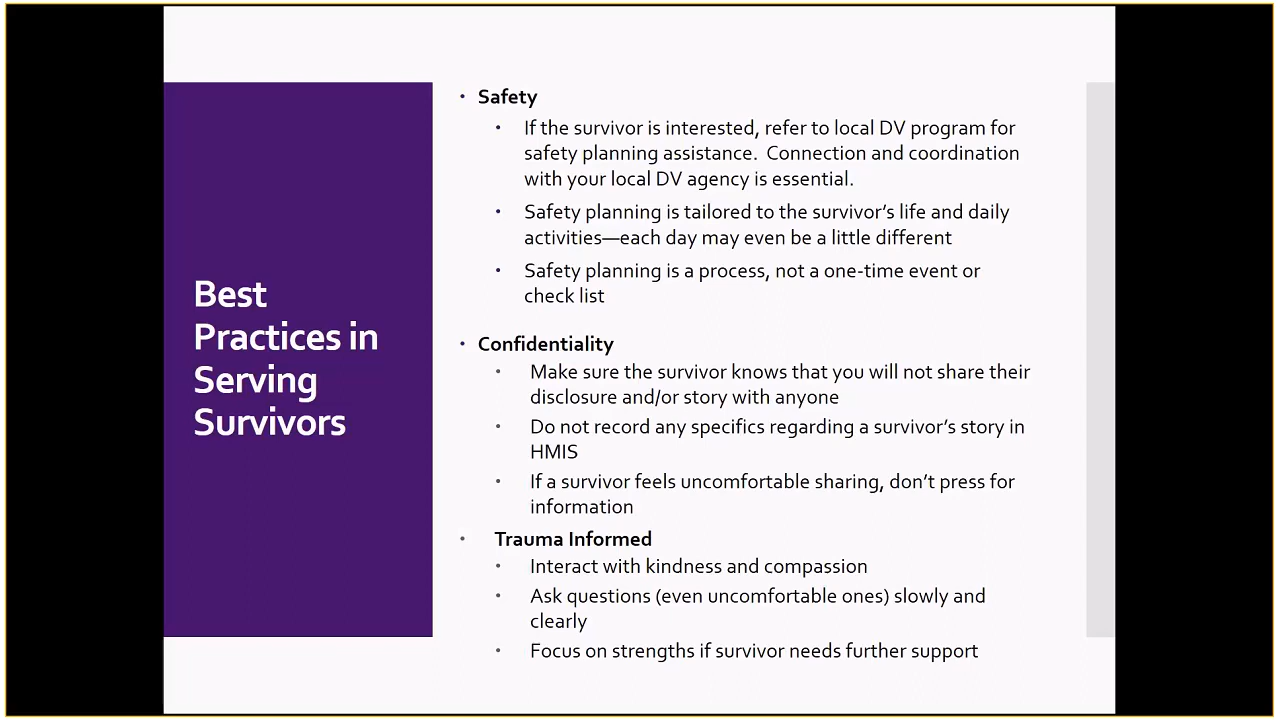 Best
Practices in
Serving
Survivors
• Safety
• If the survivor is interested, refer to local DV program for
safety planning assistance.  Connection and coordination
with your local DV agency is essential.
• Safety planning is tailored to the survivor’s life and daily
activities—each day may even be a little different
• Safety planning is a process, not a one-time event or
check list
• Confidentiality
• Make sure the survivor knows that you will not share their
disclosure and/or story with anyone
• Do not record any specifics regarding a survivor’s story in
HMIS
• If a survivor feels uncomfortable sharing, don’t press for
information
• Trauma Informed
• Interact with kindness and compassion
• Ask questions (even uncomfortable ones) slowly and
clearly
• Focus on strengths if survivor needs further support